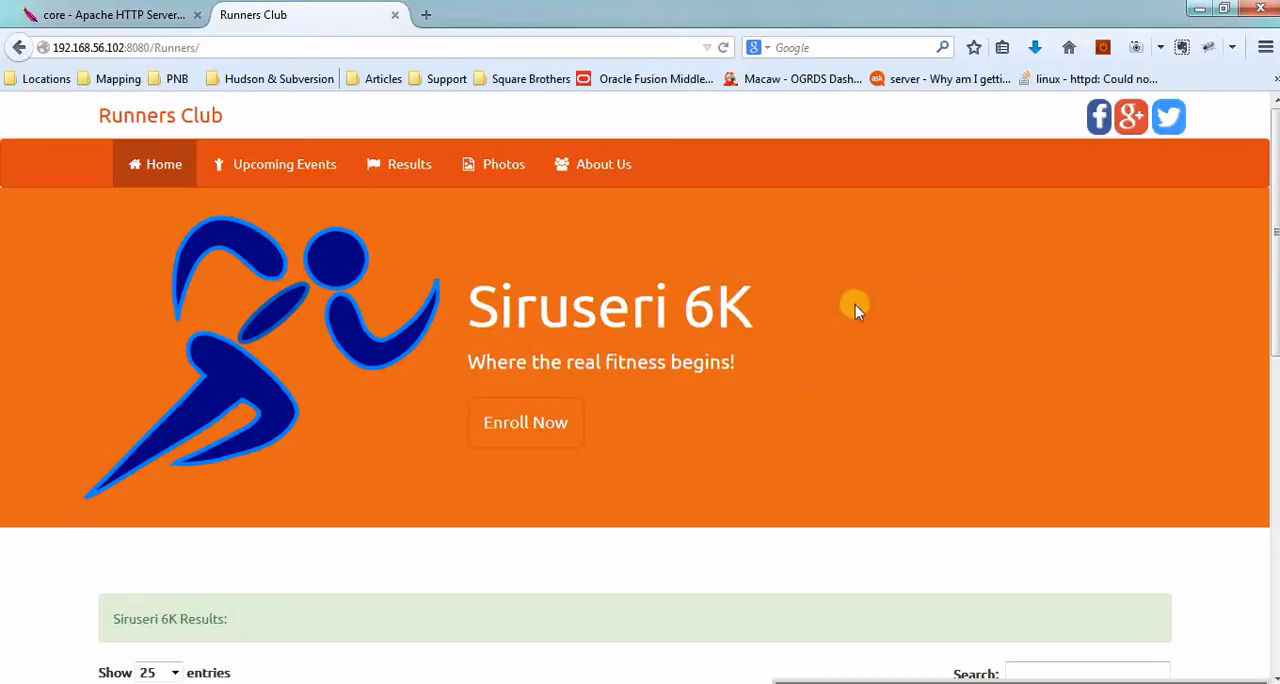 core - Apache HTTP Server...
Runners Club
192.168.56.102:8080/Runners/
Google
Locations Mapping PNB Hudson & Subversion Articles Support Square Brothers Oracle Fusion Middle... Macaw - OGRDS Dash... server - Why am I getti... linux - httpd: Could no...
Runners Club
Home Upcoming Events Results Photos About Us
Siruseri 6K
Where the real fitness begins!
Enroll Now
Siruseri 6K Results:
Show 25 entries
Search: